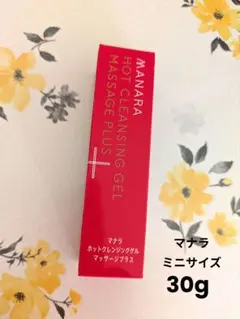 MANARA
HOT CLEANSING GEL
MASSAGE PLUS
マナラ
ホットクレンジングゲル
マッサージプラス
マナラ
ミニサイズ
30g